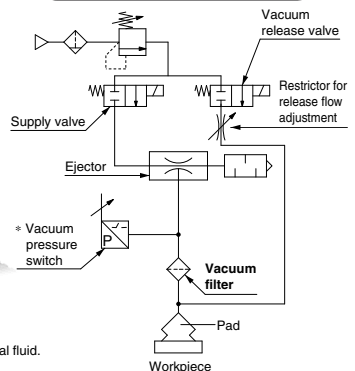 Vacuum
release valve
Restrictor for
release flow
adjustment
Supply valve
Ejector
* Vacuum
pressure
switch
P
Vacuum
filter
Pad
al fluid.
Workpiece